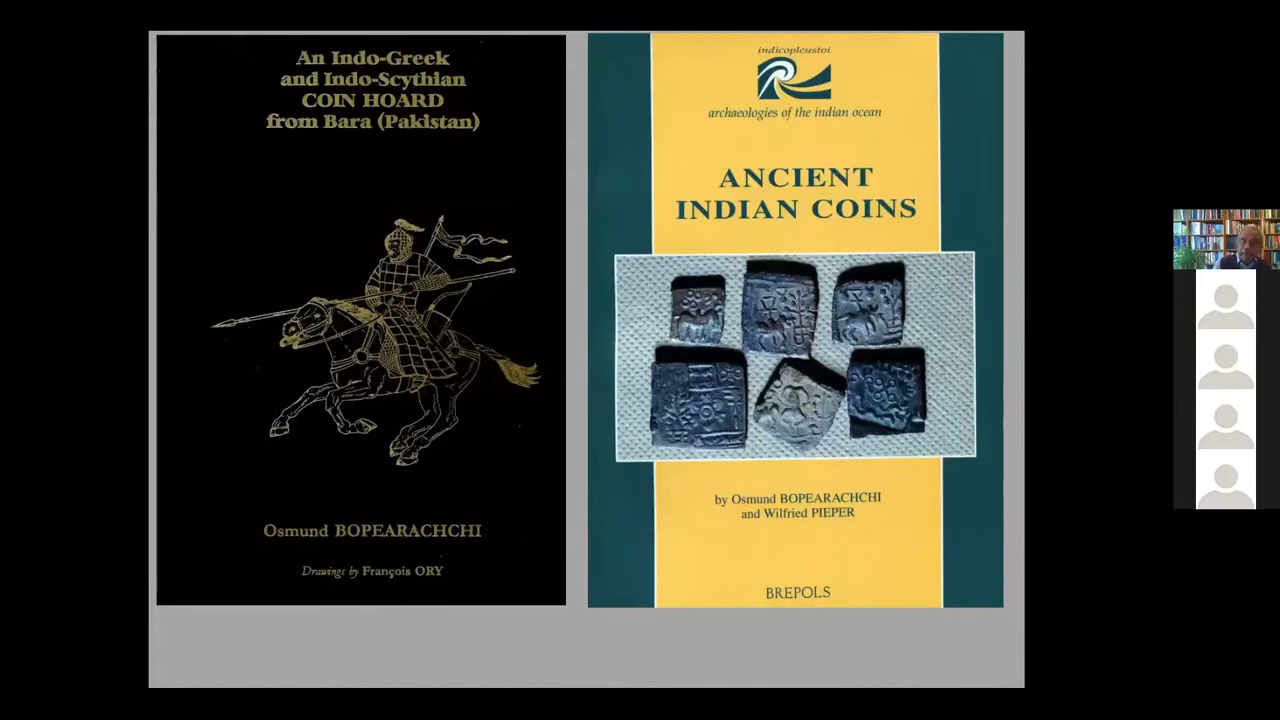 An Indo-Greek
and Indo-Scythian
COIN HOARD
from Bara (Pakistan)
Osmund BOPEARACHCHI
Drawings by François ORY
indicopleustoi
archaeologies of the indian ocean
ANCIENT
INDIAN COINS
by Osmund BOPEARACHCHI
and Wilfried PIEPER
BREPOLS